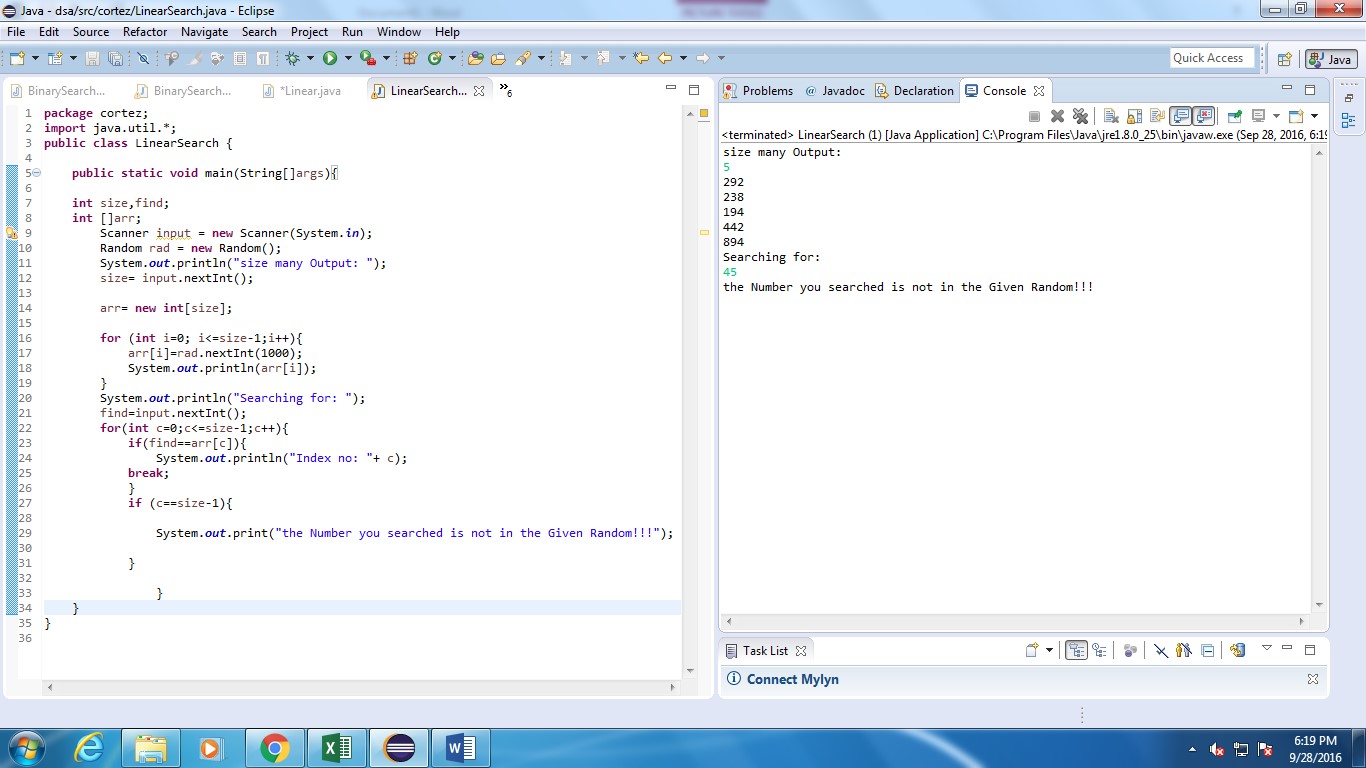 Java - dsa/src/cortez/LinearSearch.java - Eclipse
File Edit Source Refactor Navigate Search Project Run Window Help
Quick Access
Java
BinarySearch... BinarySearch... *Linear.java LinearSearch... »6
1 package cortez;
2 import java.util.*;
3 public class LinearSearch {
4
5 public static void main(String[]args){
6
7 int size,find;
8 int []arr;
9 Scanner input = new Scanner(System.in);
10 Random rad = new Random();
11 System.out.println("size many Output: ");
12 size= input.nextInt();
13
14 arr= new int[size];
15
16 for (int i=0; i<=size-1;i++){
17 arr[i]=rad.nextInt(1000);
18 System.out.println(arr[i]);
19 }
20 System.out.println("Searching for: ");
21 find=input.nextInt();
22 for(int c=0;c<=size-1;c++){
23 if(find==arr[c]){
24 System.out.println("Index no: "+ c);
25 break;
26 }
27 if (c==size-1){
28
29 System.out.print("the Number you searched is not in the Given Random!!!");
30
31 }
32
33 }
34 }
35 }
36
Problems @ Javadoc Declaration Console
<terminated> LinearSearch (1) [Java Application] C:\Program Files\Java\jre1.8.0_25\bin\javaw.exe (Sep 28, 2016, 6:19
size many Output:
5
292
238
194
442
894
Searching for:
45
the Number you searched is not in the Given Random!!!
Task List
Connect Mylyn
6:19 PM
9/28/2016